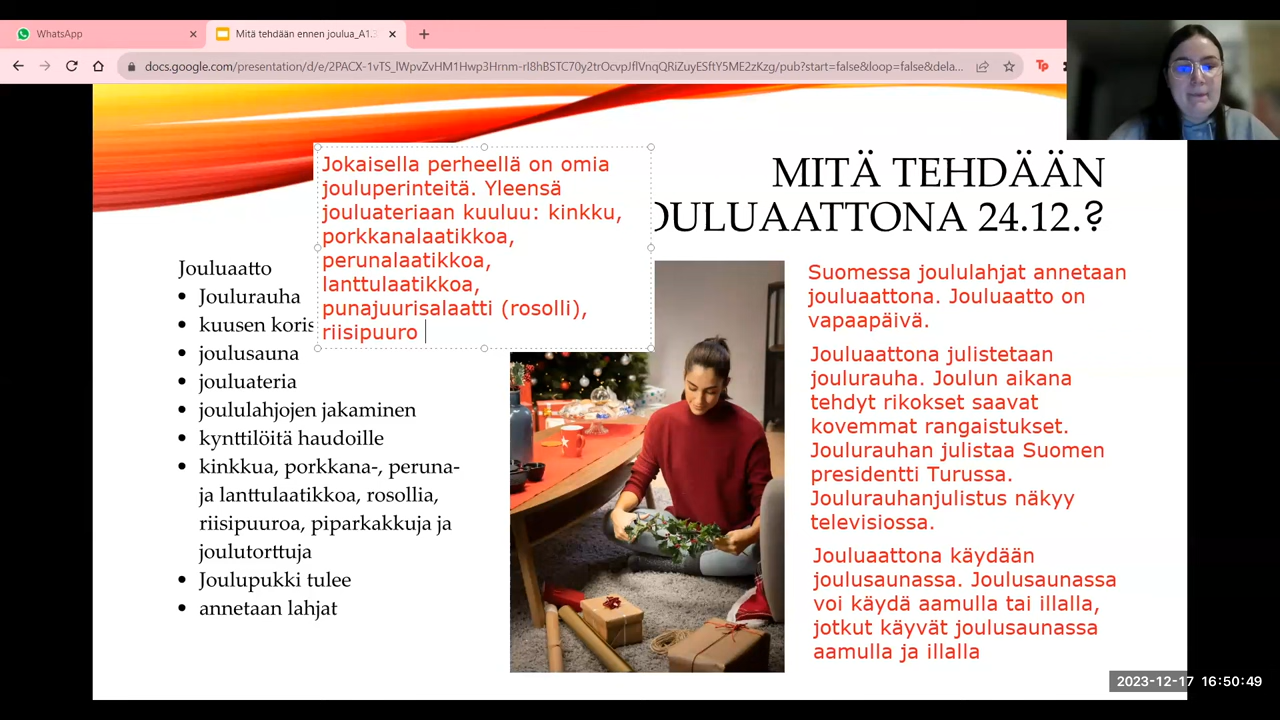 WhatsApp
Mitä tehdään ennen joulua_A1.
docs.google.com/presentation/d/e/2PACX-1vTS_lWpvZvHM1Hwp3Hrnm-rI8hBSTC70y2trOcvpJflVnqQRiZuyESftY5ME2zKzg/pub?start=false&loop=false&dela...
Jokaisella perheellä on omia
jouluperinteitä. Yleensä
jouluateriaan kuuluu: kinkku,
porkkanalaatikkoa,
perunalaatikkoa,
lanttulaatikkoa,
punajuurisalaatti (rosolli),
riisipuuro
MITÄ TEHDÄÄN
OULUAATTONA 24.12.?
Jouluaatto
• Joulurauha
• kuusen koris
• joulusauna
• jouluateria
• joululahjojen jakaminen
• kynttilöitä haudoille
• kinkkua, porkkana-, peruna-
ja lanttulaatikkoa, rosollia,
riisipuuroa, piparkakkuja ja
joulutorttuja
• Joulupukki tulee
• annetaan lahjat
Suomessa joululahjat annetaan
jouluaattona. Jouluaatto on
vapaapäivä.
Jouluaattona julistetaan
joulurauha. Joulun aikana
tehdyt rikokset saavat
kovemmat rangaistukset.
Joulurauhan julistaa Suomen
presidentti Turussa.
Joulurauhanjulistus näkyy
televisiossa.
Jouluaattona käydään
joulusaunassa. Joulusaunassa
voi käydä aamulla tai illalla,
jotkut käyvät joulusaunassa
aamulla ja illalla
2023-12-17 16:50:49